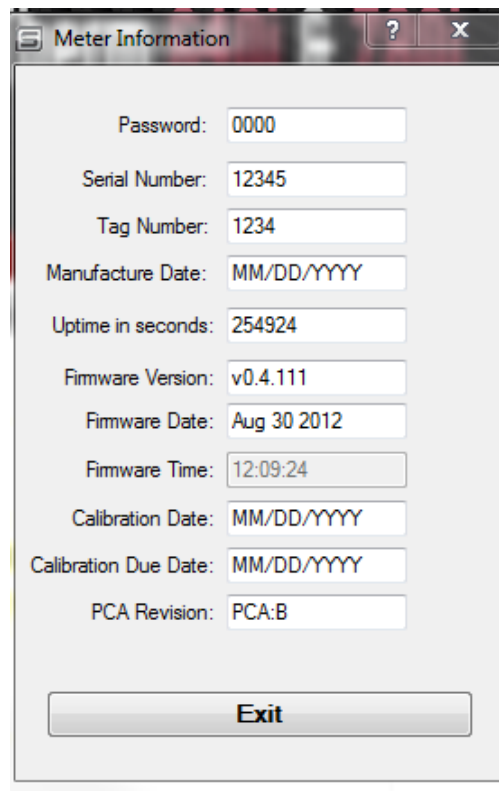 Meter Information
Password: 0000
Serial Number: 12345
Tag Number: 1234
Manufacture Date: MM/DD/YYYY
Uptime in seconds: 254924
Firmware Version: v0.4.111
Firmware Date: Aug 30 2012
Firmware Time: 12:09:24
Calibration Date: MM/DD/YYYY
Calibration Due Date: MM/DD/YYYY
PCA Revision: PCA:B
Exit